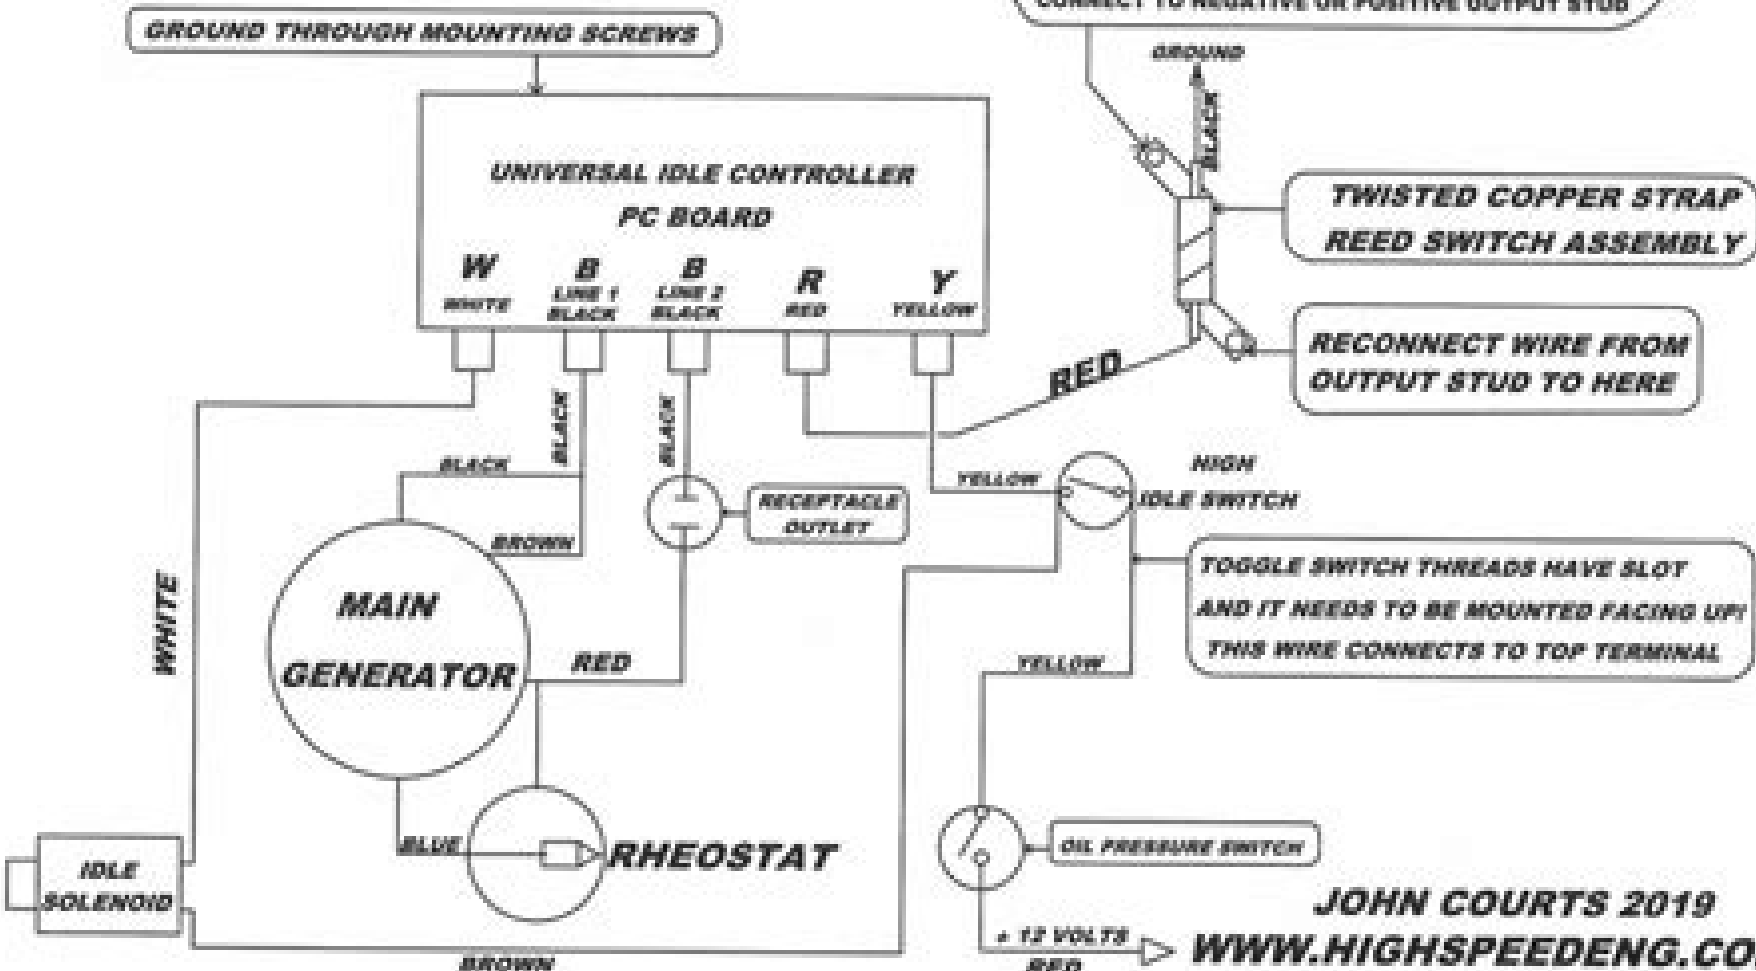 CONNECT TO NEGATIVE OR POSITIVE OUTPUT STUD
GROUND THROUGH MOUNTING SCREWS
GROUND
BLACK
UNIVERSAL IDLE CONTROLLER
PC BOARD
W
WHITE
B
LINE 1
BLACK
B
LINE 2
BLACK
R
RED
Y
YELLOW
TWISTED COPPER STRAP
REED SWITCH ASSEMBLY
RECONNECT WIRE FROM
OUTPUT STUD TO HERE
RED
BLACK
BLACK
BLACK
BROWN
RECEPTACLE
OUTLET
YELLOW
HIGH
IDLE SWITCH
TOGGLE SWITCH THREADS HAVE SLOT
AND IT NEEDS TO BE MOUNTED FACING UP!
THIS WIRE CONNECTS TO TOP TERMINAL
WHITE
MAIN
GENERATOR
RED
YELLOW
BLUE
RHEOSTAT
OIL PRESSURE SWITCH
IDLE
SOLENOID
BROWN
+ 12 VOLTS
RED
JOHN COURTS 2019
WWW.HIGHSPEEDENG.CO